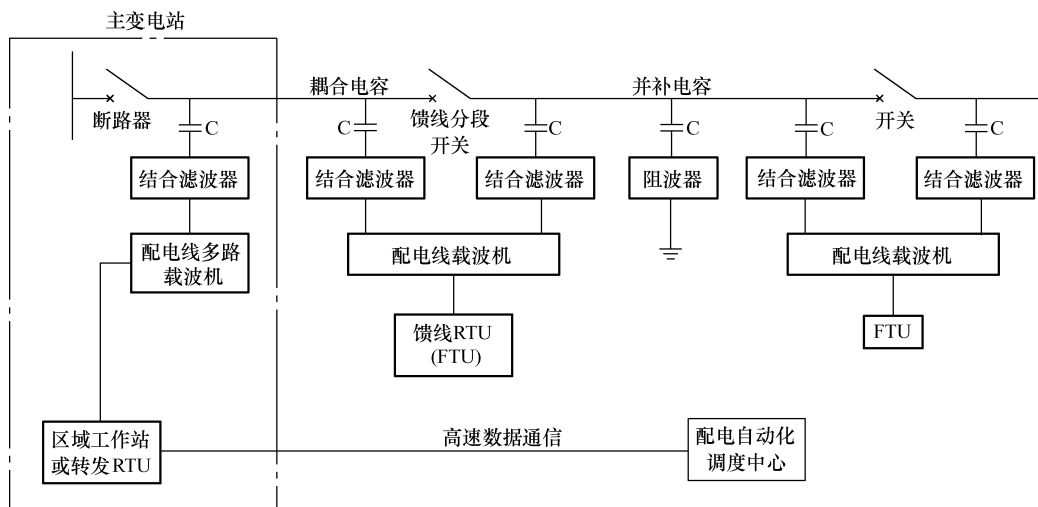 主变电站
断路器
耦合电容
馈线分段
开关
并补电容
开关
C
C
C
C
C
C
结合滤波器
结合滤波器
结合滤波器
阻波器
结合滤波器
结合滤波器
配电线多路
载波机
配电线载波机
配电线载波机
馈线RTU
(FTU)
FTU
区域工作站
或转发RTU
高速数据通信
配电自动化
调度中心